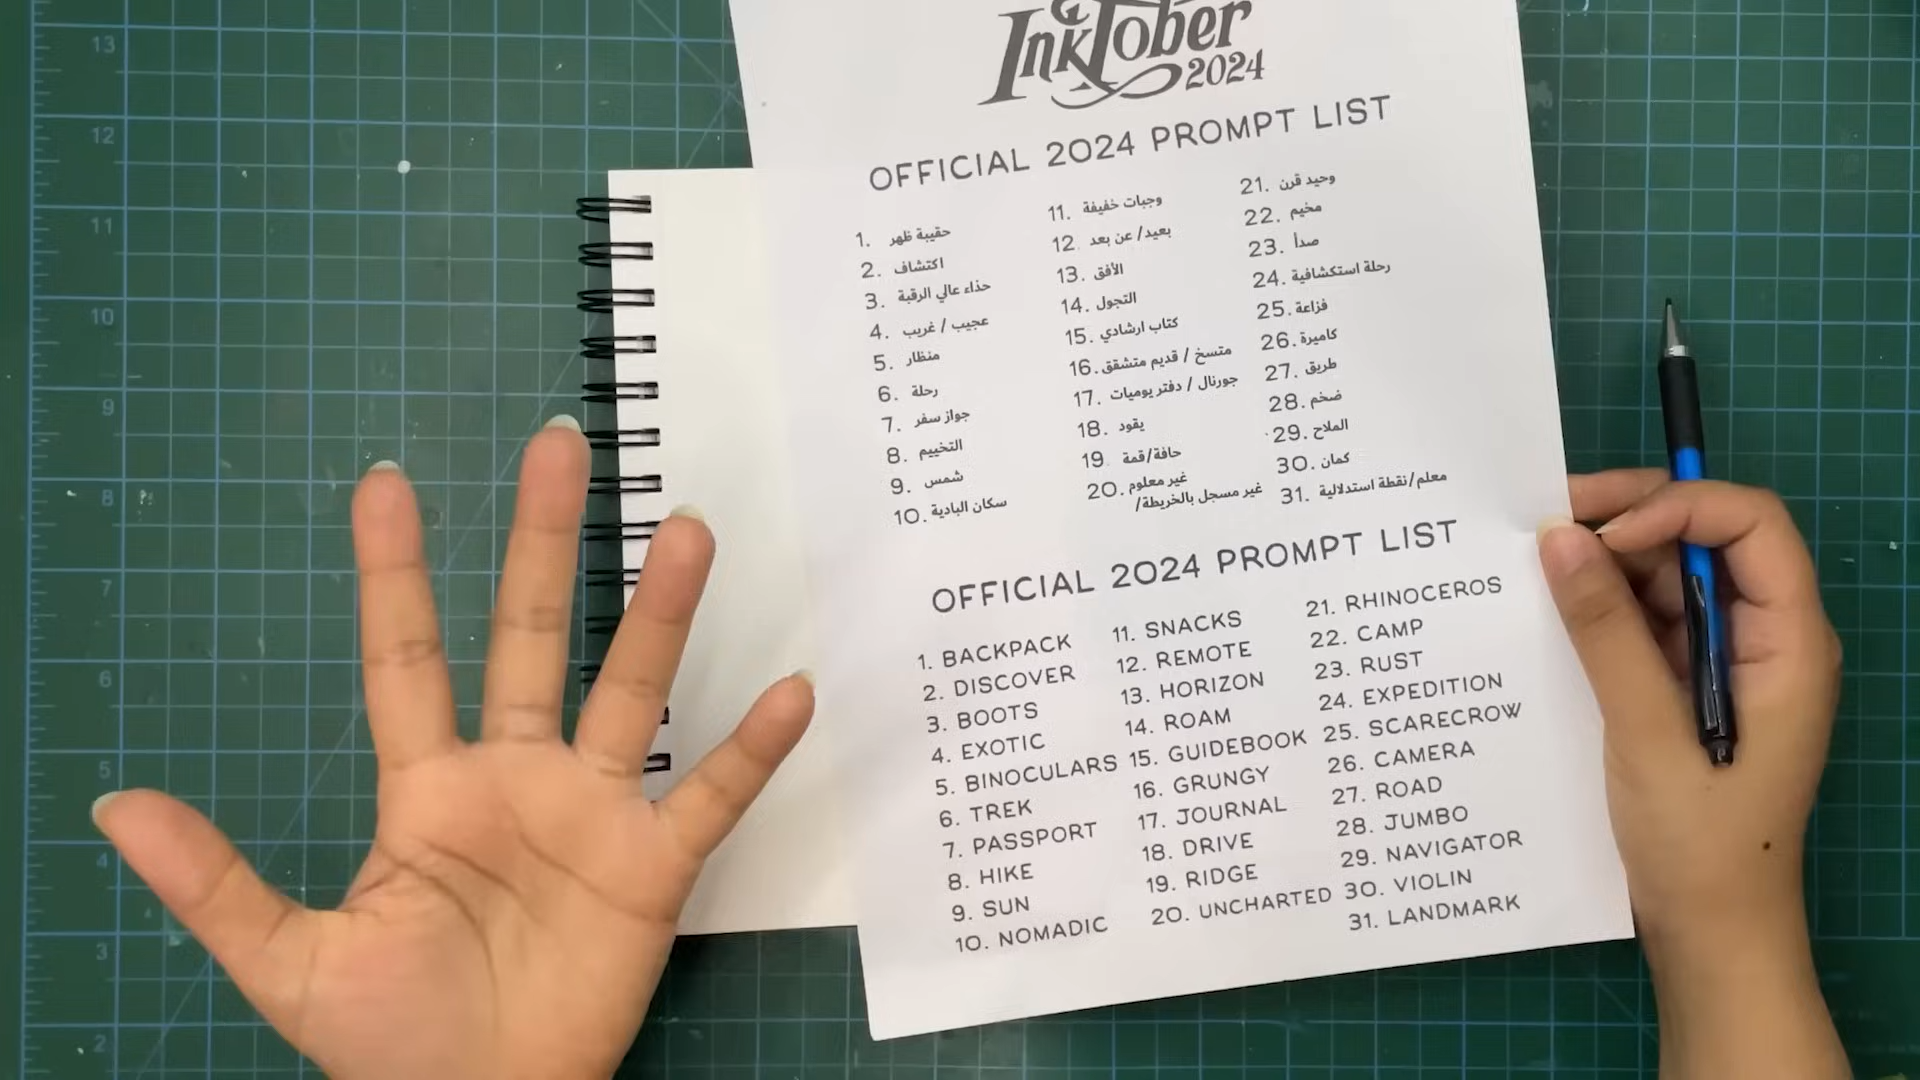 InkTober
2024
OFFICIAL 2024 PROMPT LIST
1. حقيبة ظهر
2. اكتشاف
3. حذاء عالي الرقبة
4. عجيب / غريب
5. منظار
6. رحلة
7. جواز سفر
8. التخييم
9. شمس
10. سكان البادية
11. وجبات خفيفة
12 بعيد/ عن بعد
13. الأفق
14. التجول
15. كتاب ارشادي
16. متسخ / قديم متشقق
17. جورنال / دفتر يوميات
18. يقود
19 حافة/قمة
20. غير معلوم
/غير مسجل بالخريطة
21. وحيد قرن
22. مخيم
23. صدأ
24. رحلة استكشافية
25. فزاعة
26. كاميرة
27. طريق
28. ضخم
29. الملاح
30. كمان
31. معلم/نقطة استدلالية
OFFICIAL 2024 PROMPT LIST
1. BACKPACK
2. DISCOVER
3. BOOTS
4. EXOTIC
5. BINOCULARS
6. TREK
7. PASSPORT
8. HIKE
9. SUN
10. NOMADIC
11. SNACKS
12. REMOTE
13. HORIZON
14. ROAM
15. GUIDEBOOK
16. GRUNGY
17. JOURNAL
18. DRIVE
19. RIDGE
20. UNCHARTED
21. RHINOCEROS
22. CAMP
23. RUST
24. EXPEDITION
25. SCARECROW
26. CAMERA
27. ROAD
28. JUMBO
29. NAVIGATOR
30. VIOLIN
31. LANDMARK
13
12
11
10
9
8
7
6
5
4
3
2